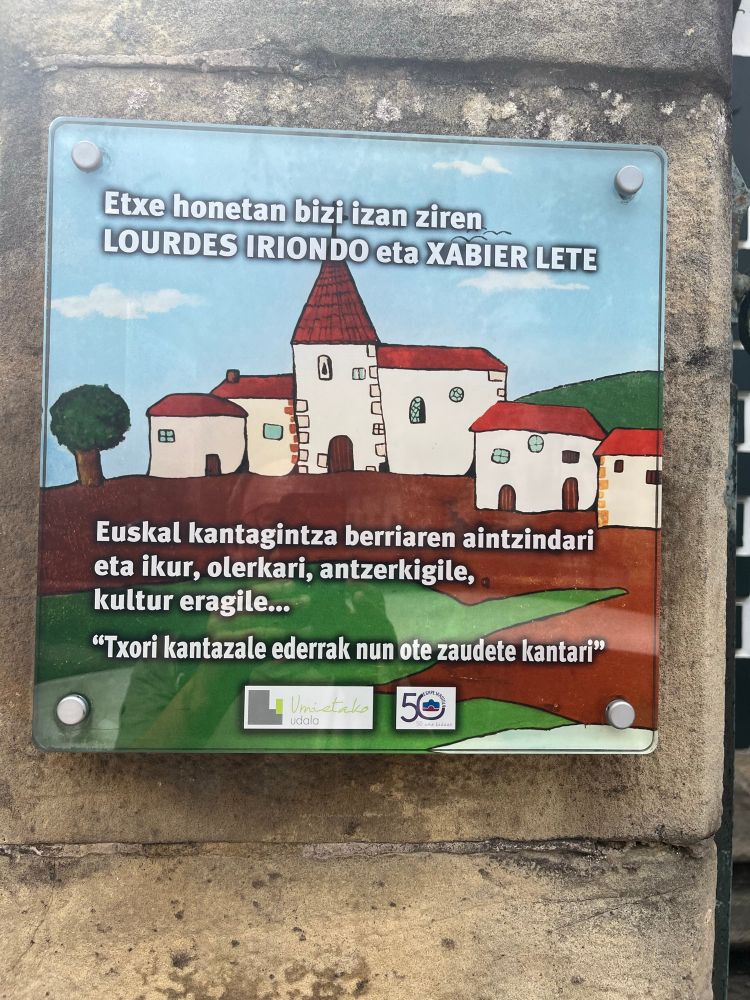 Etxe honetan bizi izan ziren
LOURDES IRIONDO eta XABIER LETE
Euskal kantagintza berriaren aintzindari
eta ikur, olerkari, antzerkigile,
kultur eragile...
“Txori kantazale ederrak nun ote zaudete kantari”
Urnietako
udala
50